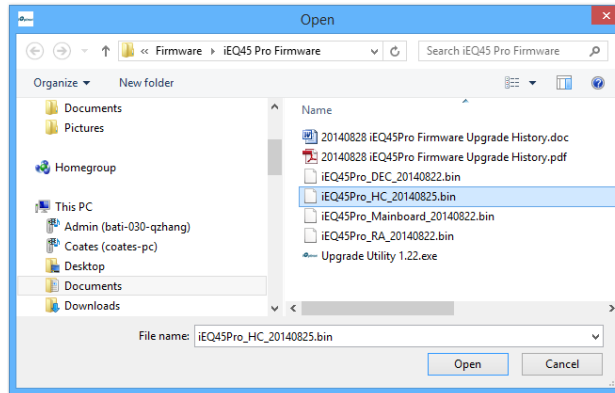 Open
« Firmware iEQ45 Pro Firmware
Search iEQ45 Pro Firmware
Organize New folder
Documents
Pictures
Homegroup
This PC
Admin (bati-030-qzhang)
Coates (coates-pc)
Desktop
Documents
Downloads
Name
20140828 iEQ45Pro Firmware Upgrade History.doc
20140828 iEQ45Pro Firmware Upgrade History.pdf
iEQ45Pro_DEC_20140822.bin
iEQ45Pro_HC_20140825.bin
iEQ45Pro_Mainboard_20140822.bin
iEQ45Pro_RA_20140822.bin
Upgrade Utility 1.22.exe
File name: iEQ45Pro_HC_20140825.bin
Open Cancel